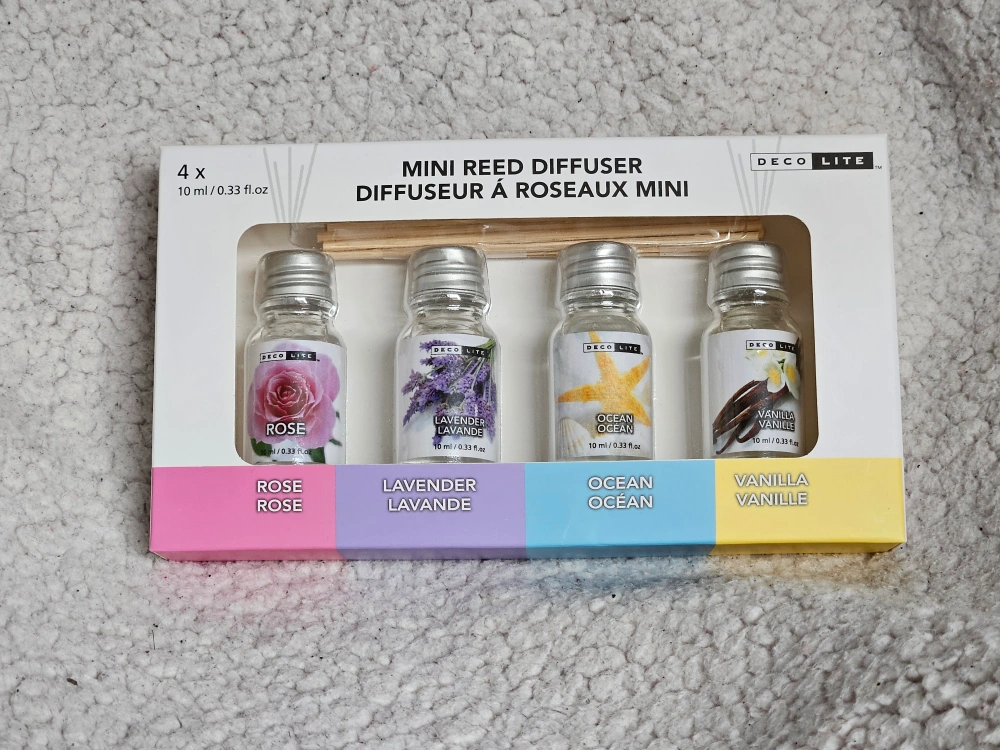 4 x
10 ml / 0.33 fl.oz
MINI REED DIFFUSER
DIFFUSEUR Á ROSEAUX MINI
DECO LITE™
DECO LITE
ROSE
10 ml / 0.33 fl.oz
DECO LITE
LAVENDER
LAVANDE
10 ml / 0.33 fl.oz
DECO LITE
OCEAN
OCÉAN
10 ml / 0.33 fl.oz
DECO LITE
VANILLA
VANILLE
10 ml / 0.33 fl.oz
ROSE
ROSE
LAVENDER
LAVANDE
OCEAN
OCÉAN
VANILLA
VANILLE